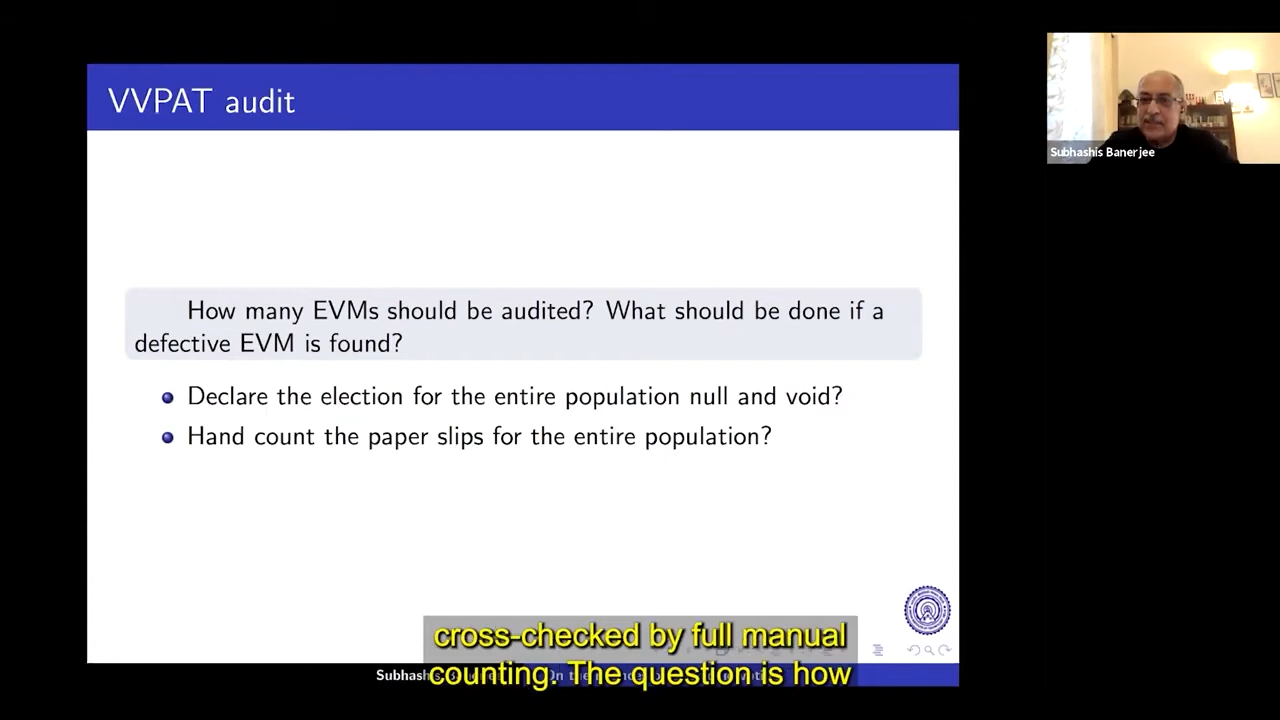 VVPAT audit
How many EVMs should be audited? What should be done if a
defective EVM is found?
Declare the election for the entire population null and void?
Hand count the paper slips for the entire population?
Subhashis Banerjee
cross-checked by full manual
counting. The question is how